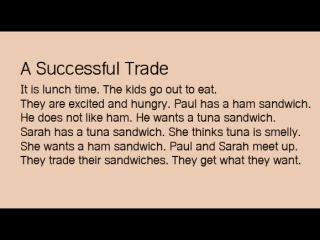 A Successful Trade
It is lunch time. The kids go out to eat.
They are excited and hungry. Paul has a ham sandwich.
He does not like ham. He wants a tuna sandwich.
Sarah has a tuna sandwich. She thinks tuna is smelly.
She wants a ham sandwich. Paul and Sarah meet up.
They trade their sandwiches. They get what they want.